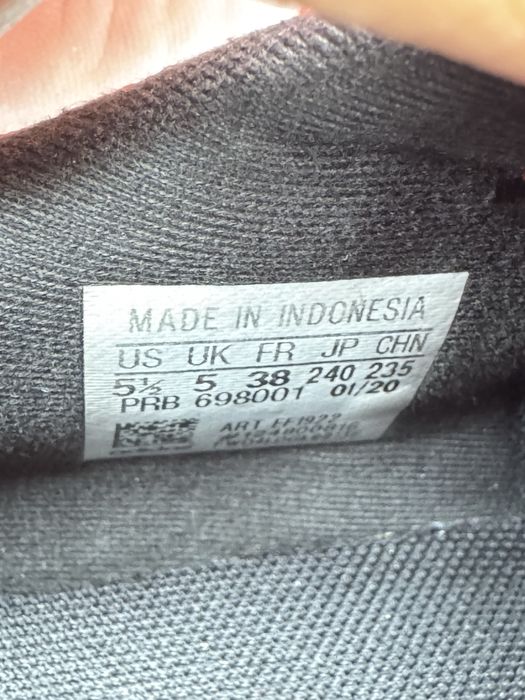 MADE IN INDONESIA
US UK FR JP CHN
5½ 5 38 240 235
PRB 698001 01/20
ART